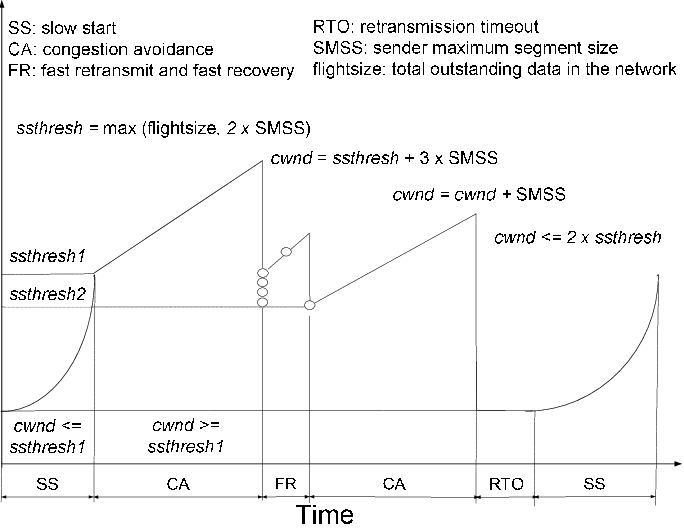 SS: slow start
CA: congestion avoidance
FR: fast retransmit and fast recovery
RTO: retransmission timeout
SMSS: sender maximum segment size
flightsize: total outstanding data in the network
ssthresh = max (flightsize, 2 x SMSS)
cwnd = ssthresh + 3 x SMSS
cwnd = cwnd + SMSS
cwnd <= 2 x ssthresh
ssthresh1
ssthresh2
cwnd <=
ssthresh1
cwnd >=
ssthresh1
SS
CA
FR
CA
RTO
SS
Time